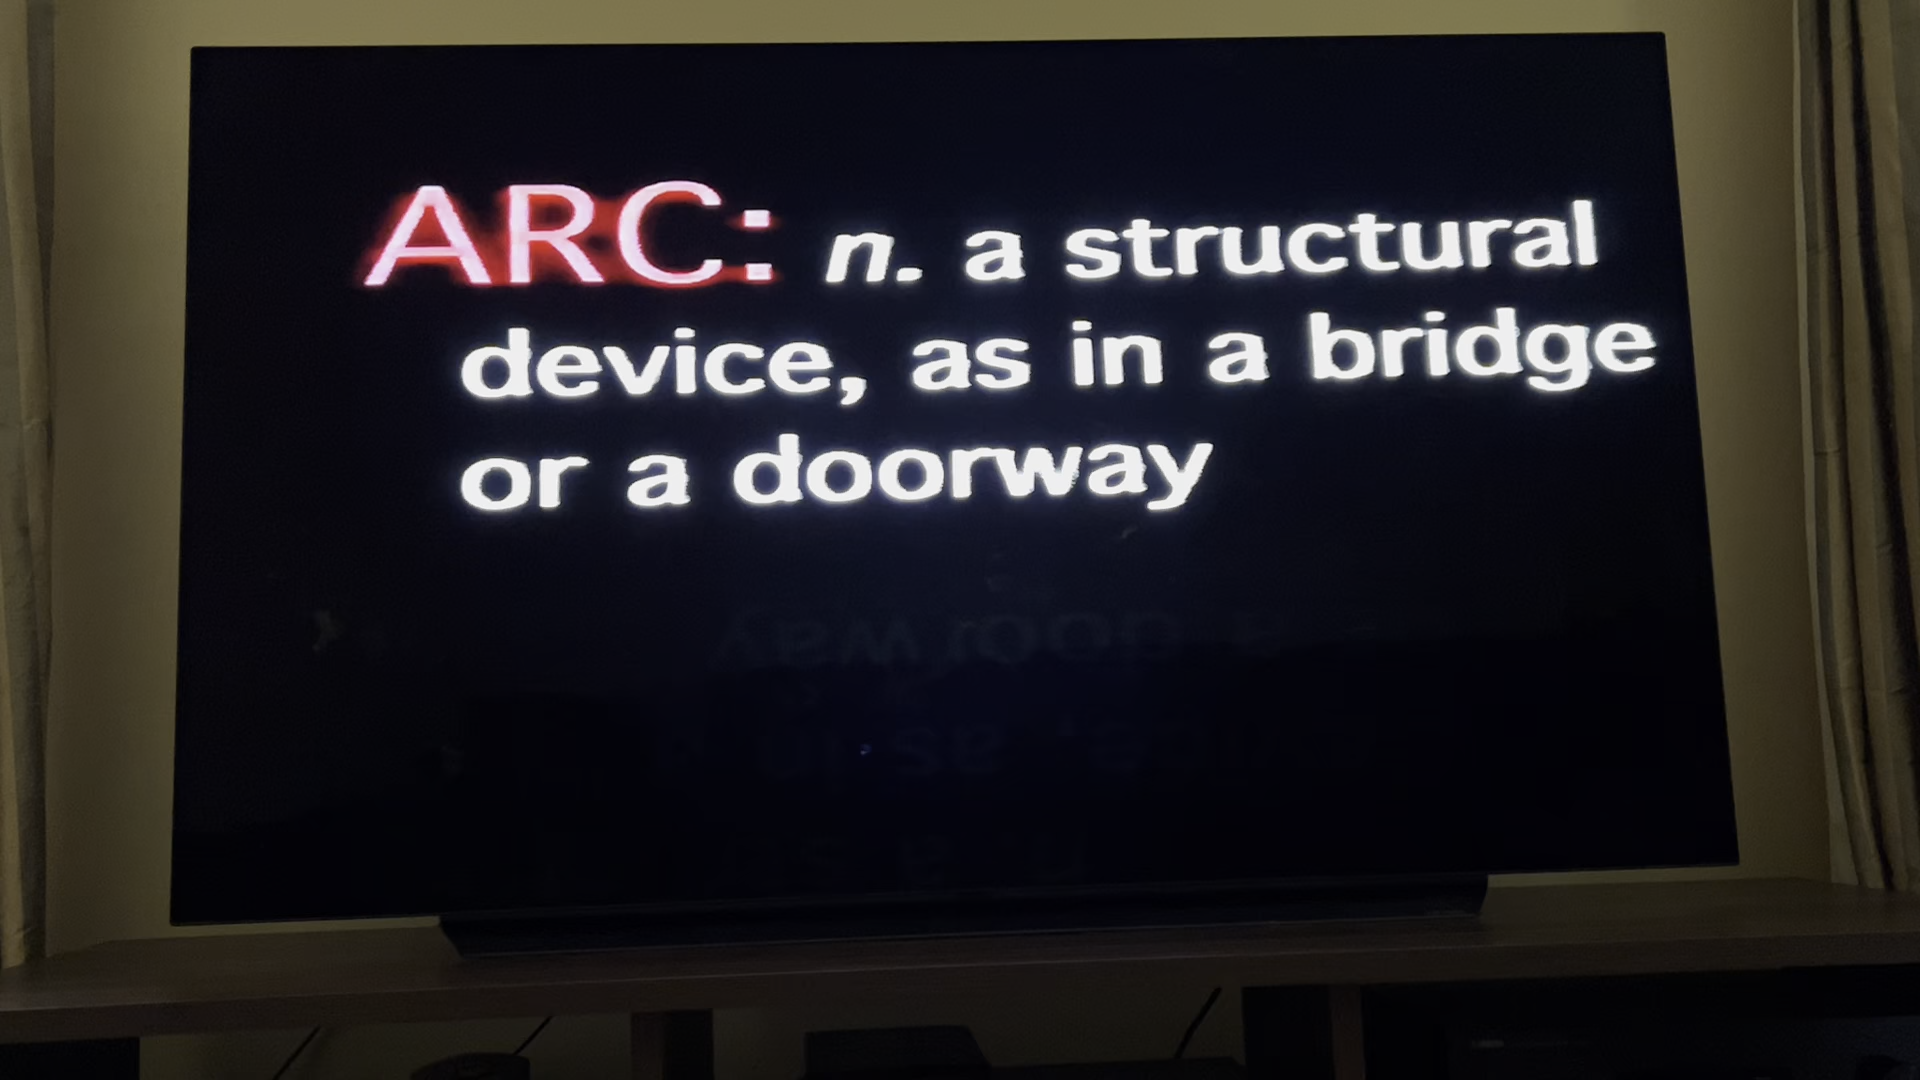 ARC: n. a structural
device, as in a bridge
or a doorway